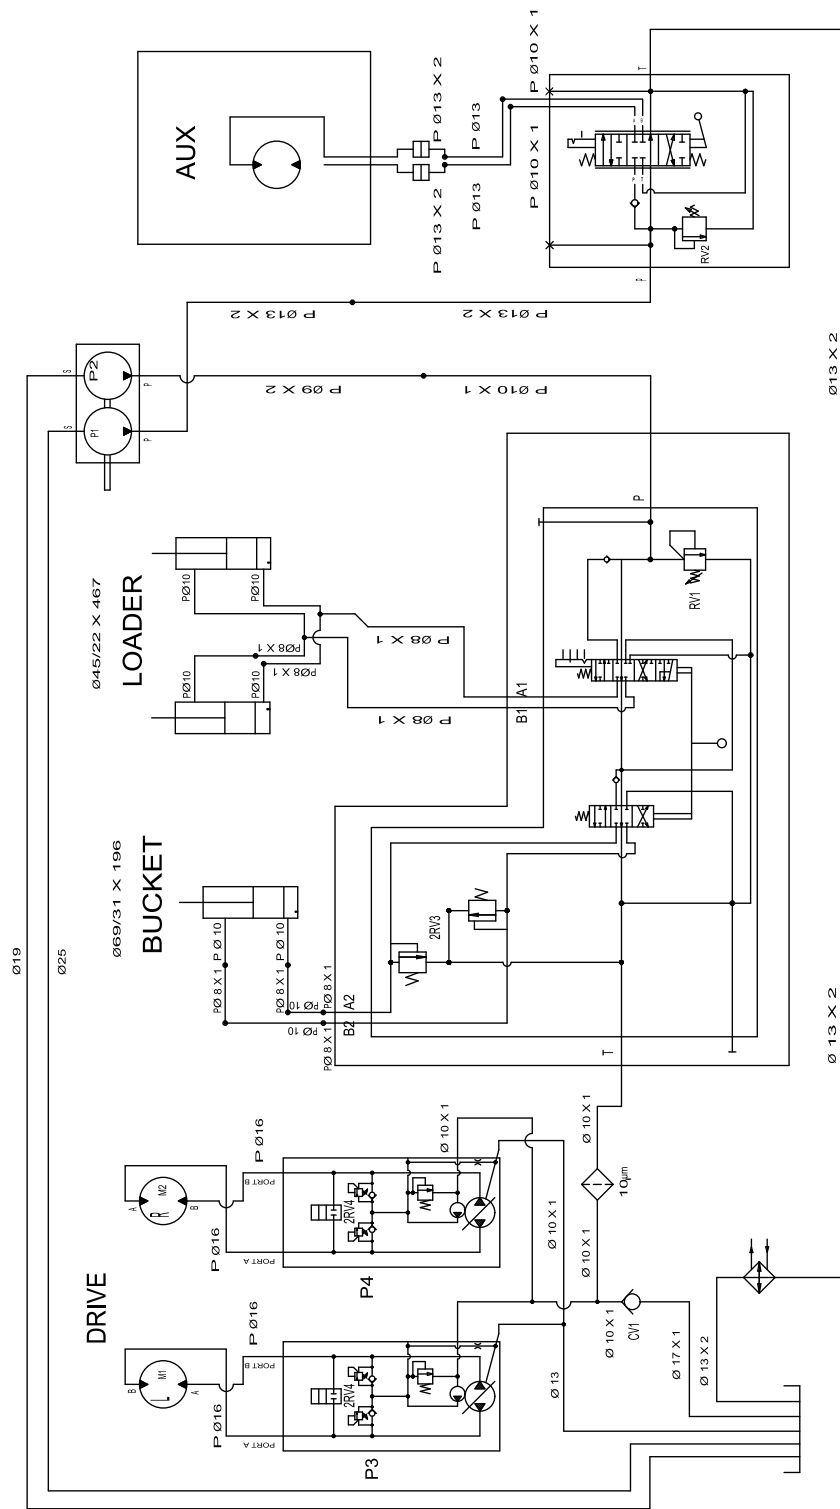 AUX
P Ø13 X 2
P Ø13 X 2
P Ø13
P Ø13
P Ø10 X 1
P Ø10 X 1
T
P
RV2
P Ø13 X 2
P Ø13 X 2
Ø13 X 2
S
P2
P
S
P1
P
P Ø9 X 2
P Ø10 X 1
Ø45/22 X 467
LOADER
PØ10
PØ10
PØ10
PØ10
PØ8 X 1
PØ8 X 1
P Ø8 X 1
P Ø8 X 1
A1
B1
P
RV1
Ø69/31 X 196
BUCKET
PØ 8 X 1
P Ø 10
PØ 8 X 1
P Ø 10
PØ 10
PØ 8 X 1
PØ 10
PØ 8 X 1
A2
B2
2RV3
T
Ø19
Ø25
Ø 13 X 2
DRIVE
A
R
M2
B
P Ø16
P Ø16
PORT B
PORT A
2RV4
P4
Ø 10 X 1
Ø 10 X 1
Ø 10 X 1
10µm
Ø 10 X 1
B
L
M1
A
P Ø16
P Ø16
PORT B
PORT A
2RV4
P3
Ø 13
Ø 10 X 1
CV1
Ø 17 X 1
Ø 13 X 2